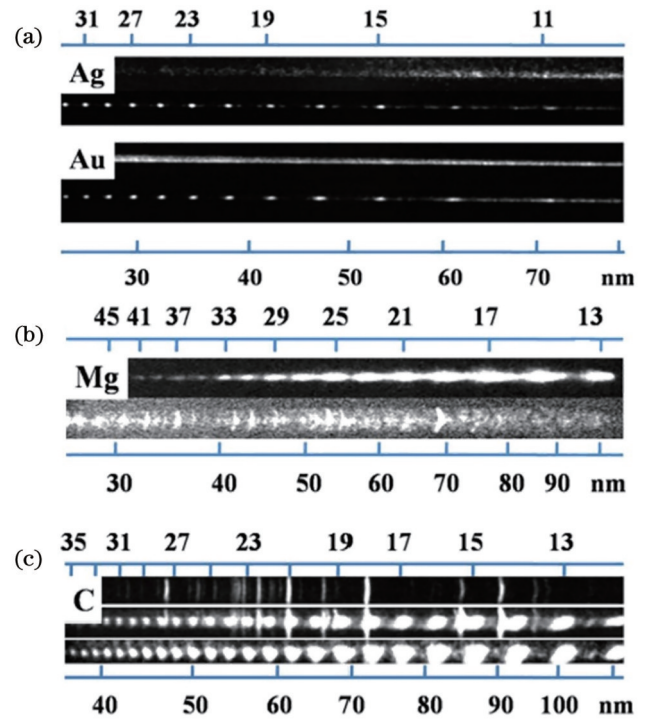 (a)
31 27 23 19 15 11
Ag
Au
30 40 50 60 70 nm
(b)
45 41 37 33 29 25 21 17 13
Mg
30 40 50 60 70 80 90 nm
(c)
35 31 27 23 19 17 15 13
C
40 50 60 70 80 90 100 nm